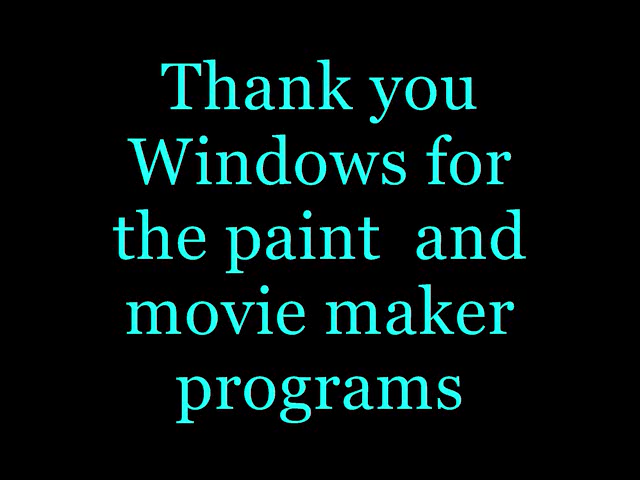 Thank you
Windows for
the paint  and
movie maker
programs